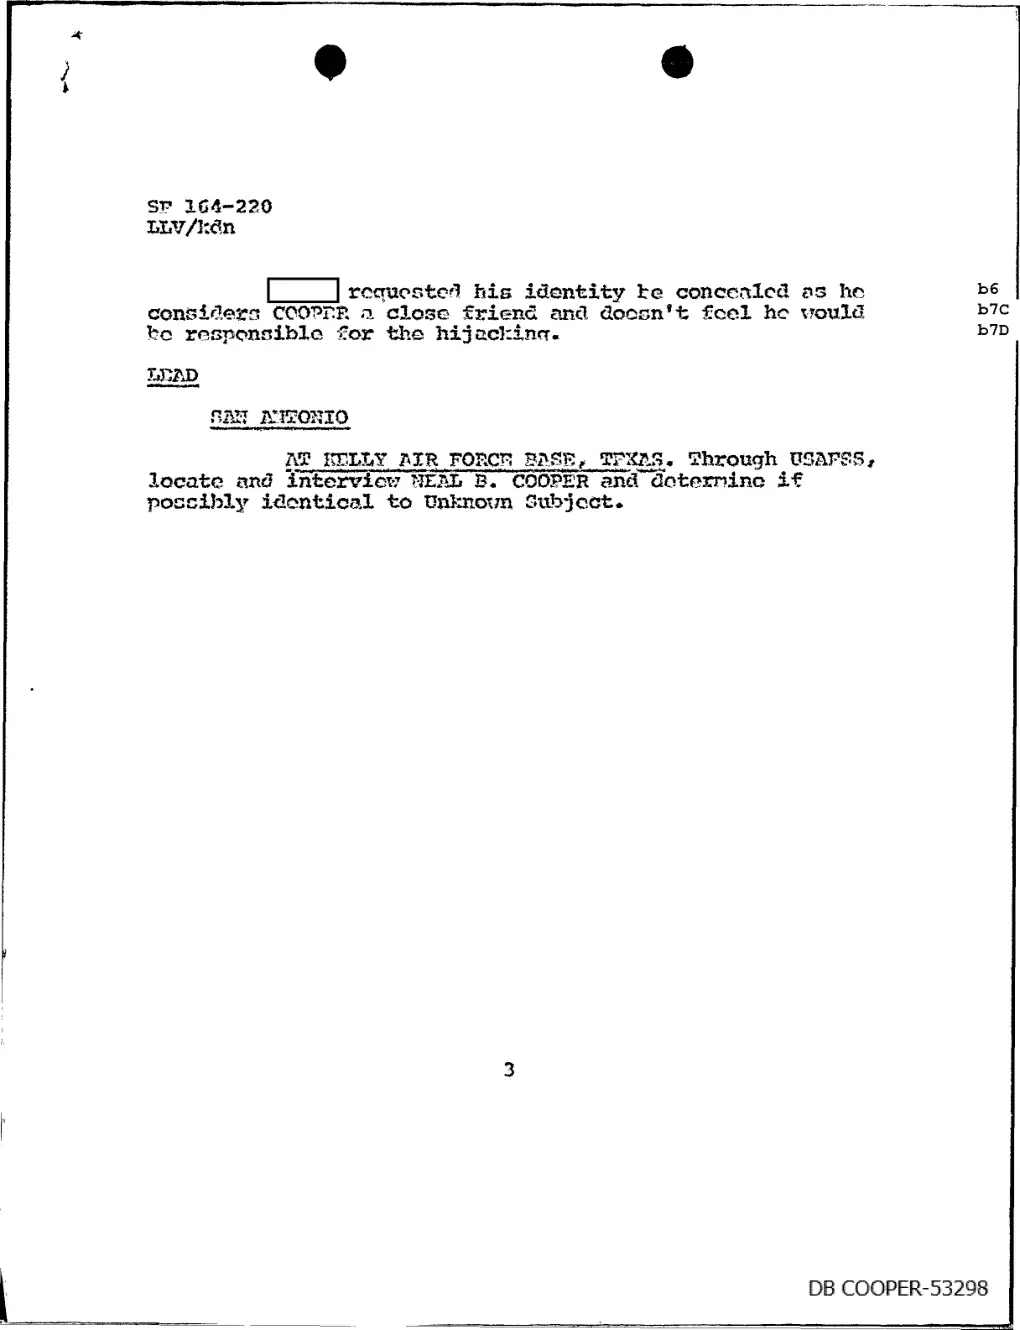 SF 164-220
LLV/kdn
requested his identity be concealed as he
considers COOPER a close friend and doesn't feel he would
be responsible for the hijacking.
b6
b7C
b7D
LEAD
SAN ANTONIO
AT KELLY AIR FORCE BASE, TEXAS. Through USAFSS,
locate and interview NEAL B. COOPER and determine if
possibly identical to Unknown Subject.
3
DB COOPER-53298